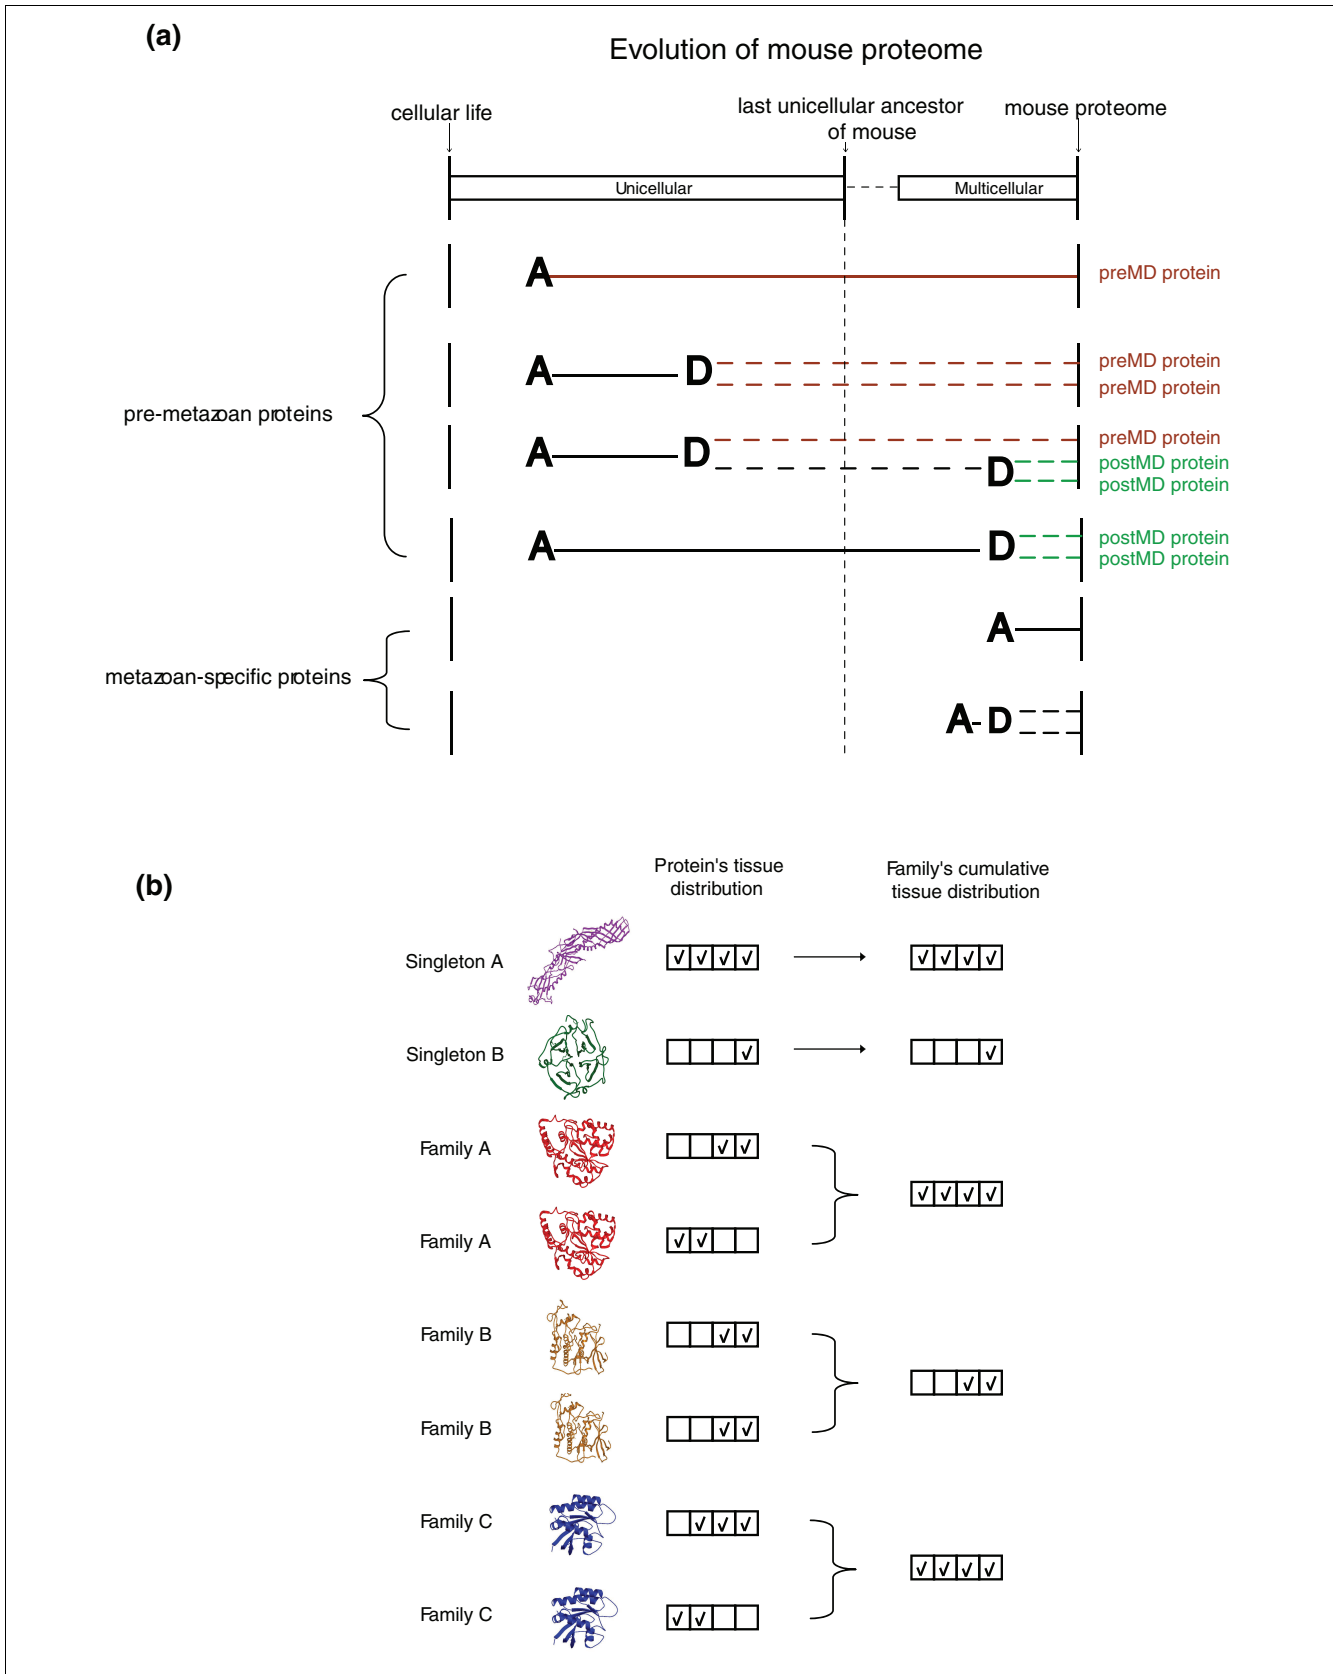 (a)
Evolution of mouse proteome
cellular life
last unicellular ancestor
of mouse
mouse proteome
Unicellular
Multicellular
A
preMD protein
A D
preMD protein
preMD protein
pre-metazoan proteins
A D
preMD protein
D
postMD protein
postMD protein
A D
postMD protein
postMD protein
A
metazoan-specific proteins
A D
(b)
Protein's tissue
distribution
Family's cumulative
tissue distribution
Singleton A
Singleton B
Family A
Family A
Family B
Family B
Family C
Family C